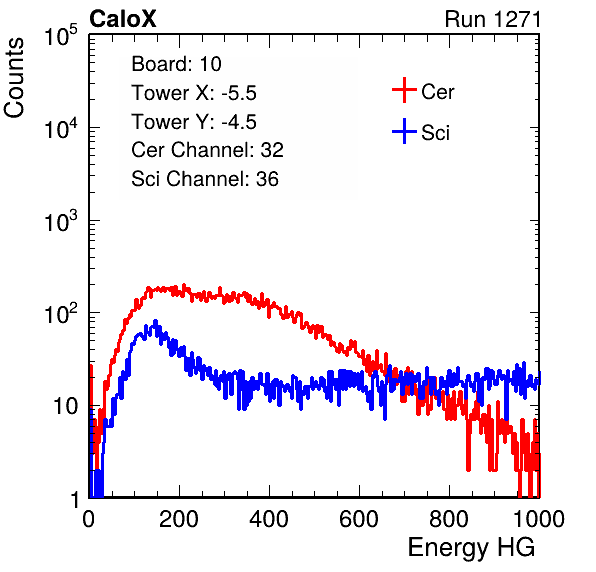 CaloX Run 1271
Counts
10^5
10^4
10^3
10^2
10
1
Board: 10
Tower X: -5.5
Tower Y: -4.5
Cer Channel: 32
Sci Channel: 36
Cer
Sci
0 200 400 600 800 1000
Energy HG